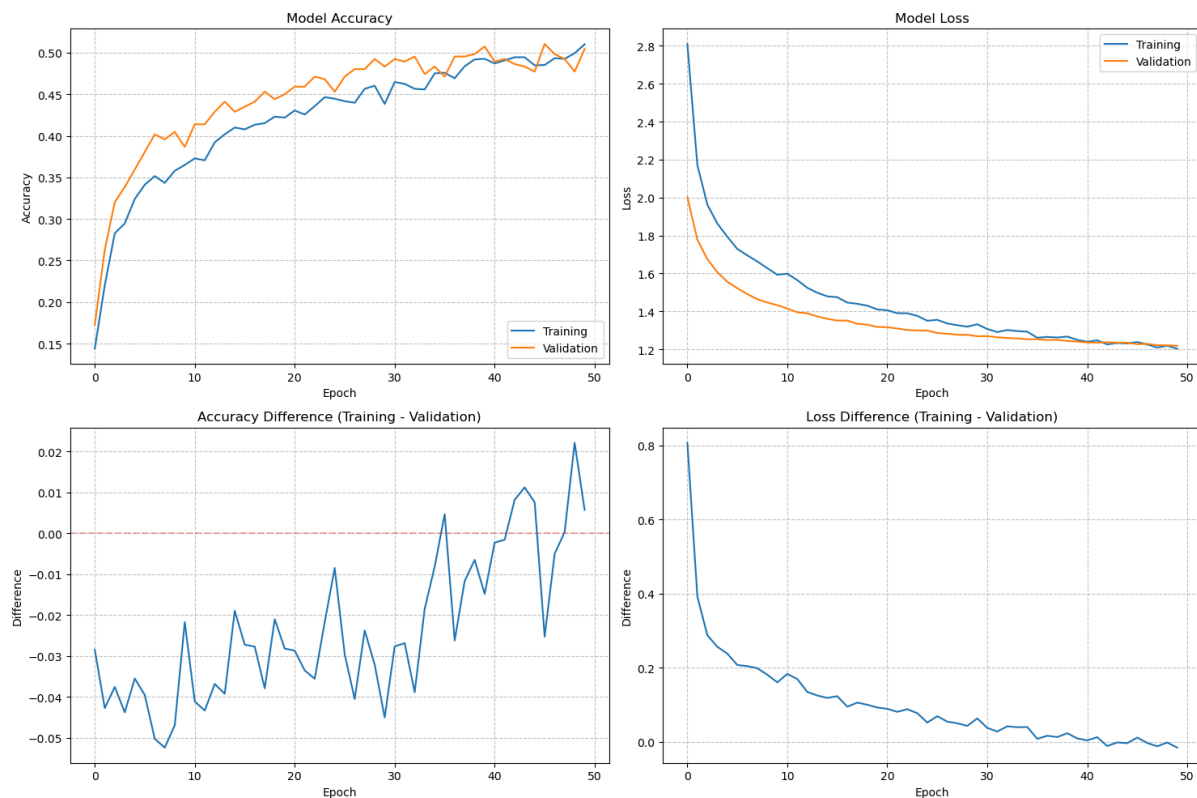 Model Accuracy
Accuracy
0.50
0.45
0.40
0.35
0.30
0.25
0.20
0.15
Training
Validation
0 10 20 30 40 50
Epoch
Model Loss
Loss
2.8
2.6
2.4
2.2
2.0
1.8
1.6
1.4
1.2
Training
Validation
0 10 20 30 40 50
Epoch
Accuracy Difference (Training - Validation)
Difference
0.02
0.01
0.00
−0.01
−0.02
−0.03
−0.04
−0.05
0 10 20 30 40 50
Epoch
Loss Difference (Training - Validation)
Difference
0.8
0.6
0.4
0.2
0.0
0 10 20 30 40 50
Epoch